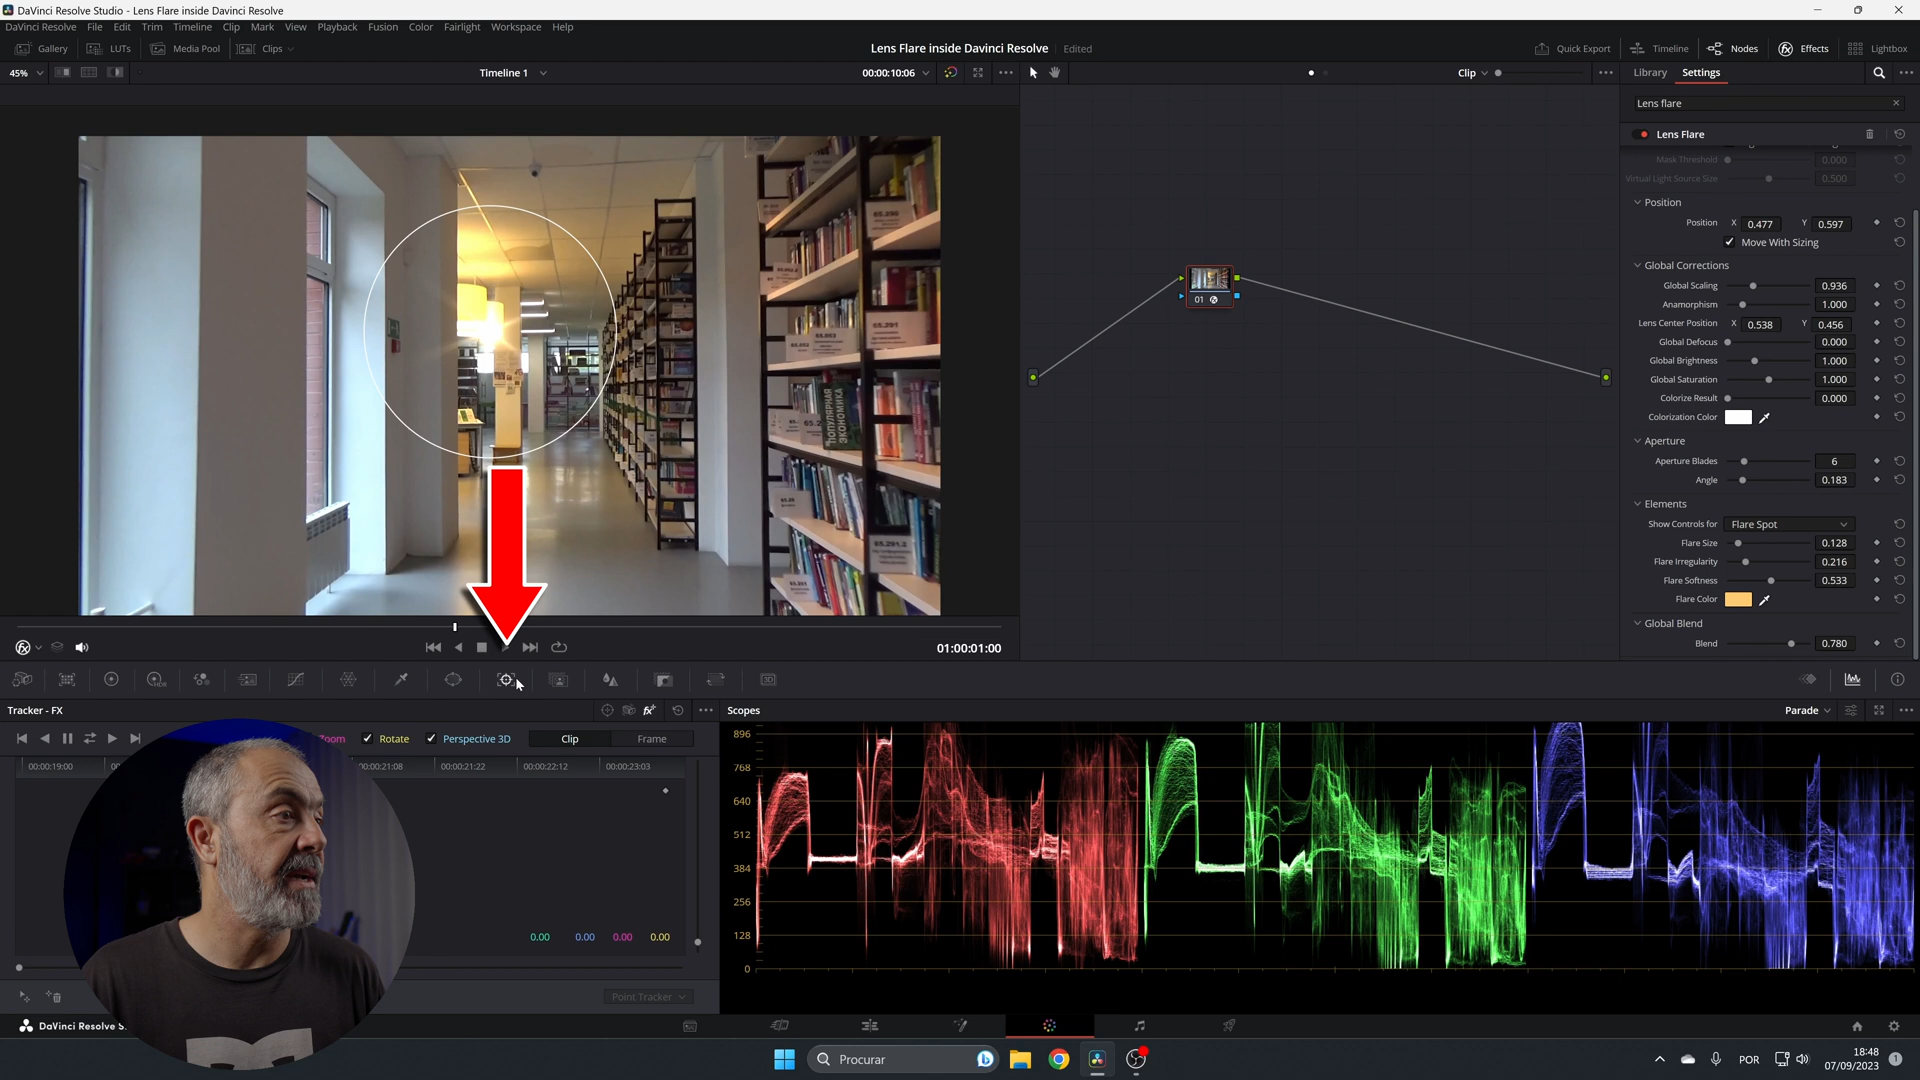 DaVinci Resolve Studio - Lens Flare inside Davinci Resolve
DaVinci Resolve File Edit Trim Timeline Clip Mark View Playback Fusion Color Fairlight Workspace Help
Gallery LUTs Media Pool Clips Lens Flare inside Davinci Resolve Edited Quick Export Timeline Nodes Effects Lightbox
45% Timeline 1 00:00:10:06 Clip Library Settings
Lens flare
Lens Flare
Mask Threshold 0.000
Virtual Light Source Size 0.500
Position
Position X 0.477 Y 0.597
Move With Sizing
Global Corrections
Global Scaling 0.936
Anamorphism 1.000
Lens Center Position X 0.538 Y 0.456
Global Defocus 0.000
Global Brightness 1.000
Global Saturation 1.000
Colorize Result 0.000
Colorization Color
Aperture
Aperture Blades 6
Angle 0.183
Elements
Show Controls for Flare Spot
Flare Size 0.128
Flare Irregularity 0.216
Flare Softness 0.533
Flare Color
Global Blend
Blend 0.780
01
65.291
ПОПУЛЯРНАЯ
ЭКОНОМИКА
65.291.2
01:00:01:00
HDR
3D
Tracker - FX
Zoom Rotate Perspective 3D Clip Frame
00:00:19:00 00:00:21:08 00:00:21:22 00:00:22:12 00:00:23:03
0.00 0.00 0.00 0.00
Point Tracker
Scopes Parade
896
768
640
512
384
256
128
0
DaVinci Resolve S
Procurar
POR
18:48
07/09/2023
1